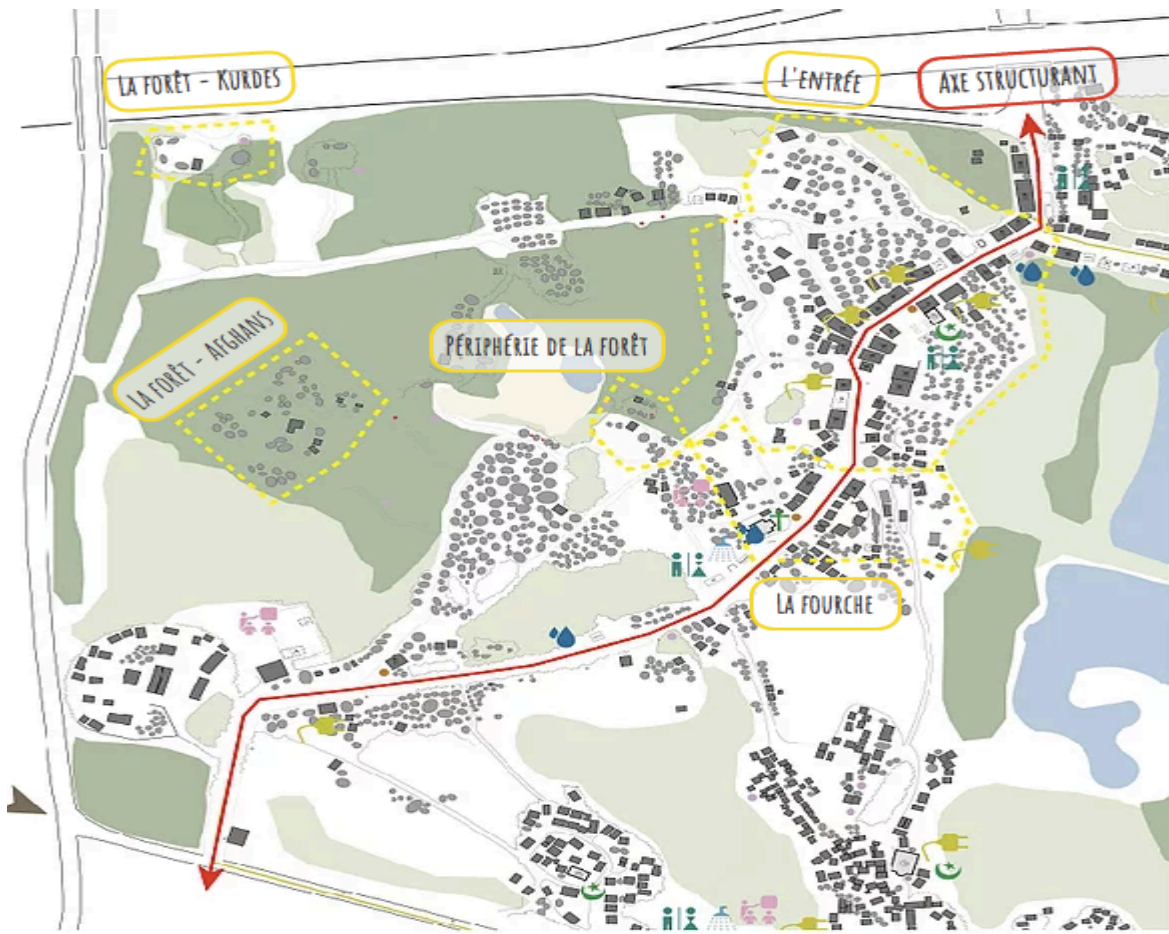 LA FORÊT - KURDES
L'ENTRÉE
AXE STRUCTURANT
LA FORÊT - AFGHANS
PÉRIPHÉRIE DE LA FORÊT
LA FOURCHE